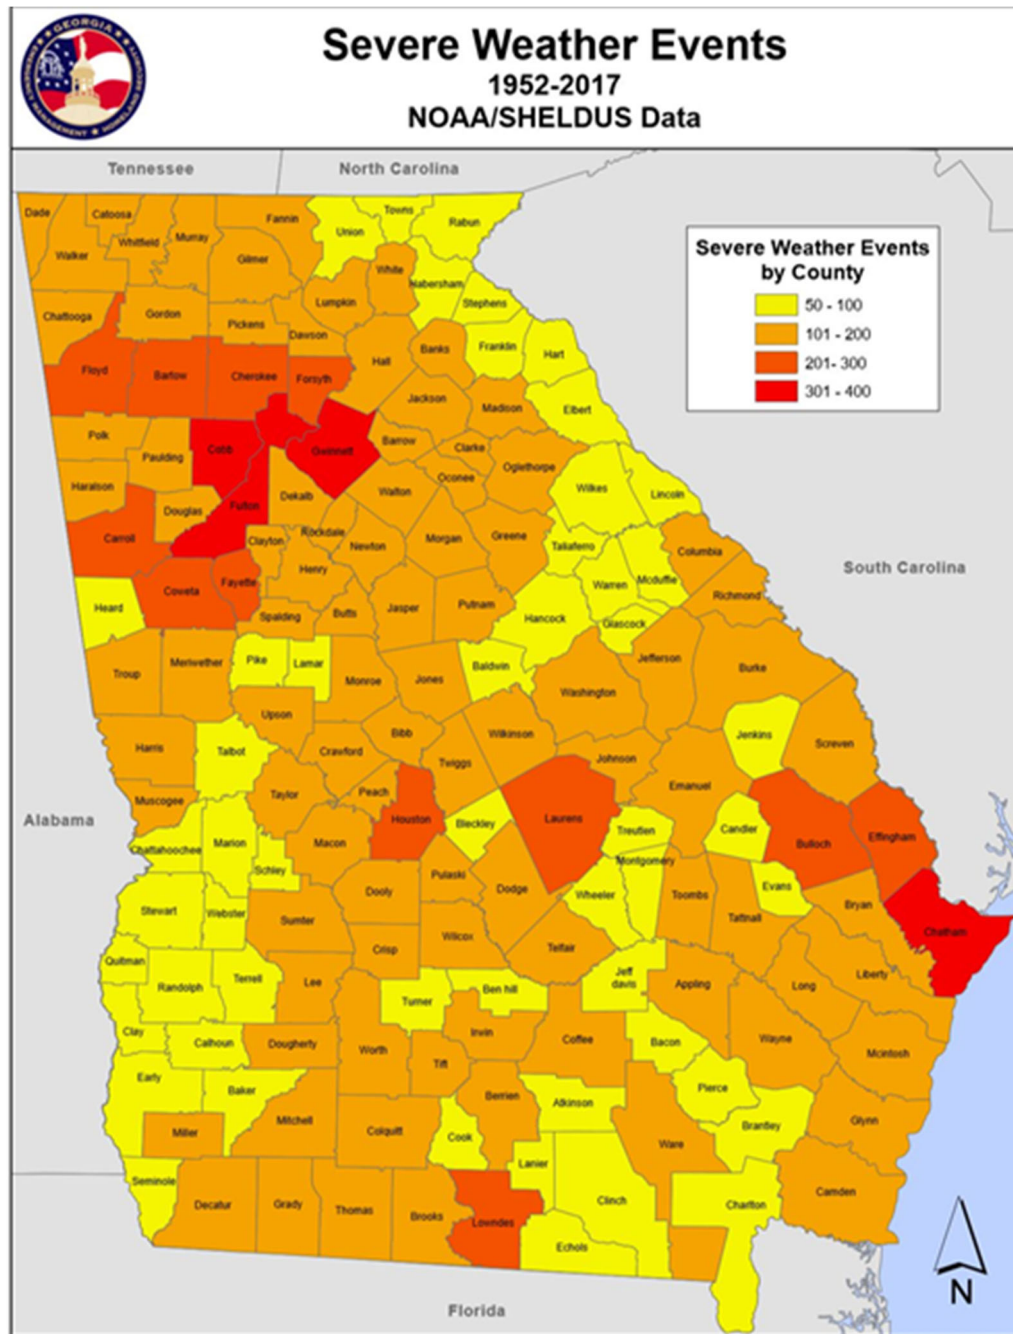 GEORGIA
EMERGENCY MANAGEMENT
HOMELAND SECURITY
Severe Weather Events
1952-2017
NOAA/SHELDUS Data
Tennessee
North Carolina
Dade
Catoosa
Fannin
Towns
Rabun
Union
Whitfield
Murray
Walker
Gilmer
White
Habersham
Severe Weather Events
by County
50 - 100
101 - 200
201- 300
301 - 400
Chattooga
Gordon
Lumpkin
Stephens
Pickens
Dawson
Floyd
Bartow
Cherokee
Forsyth
Hall
Banks
Franklin
Hart
Jackson
Madison
Elbert
Polk
Paulding
Cobb
Gwinnett
Barrow
Clarke
Oglethorpe
Haralson
Douglas
Fulton
Dekalb
Walton
Oconee
Wilkes
Lincoln
Carroll
Clayton
Rockdale
Newton
Morgan
Greene
Taliaferro
Columbia
South Carolina
Heard
Coweta
Fayette
Henry
Warren
Mcduffie
Richmond
Spalding
Butts
Jasper
Putnam
Hancock
Glascock
Troup
Meriwether
Pike
Lamar
Monroe
Jones
Baldwin
Washington
Jefferson
Burke
Harris
Talbot
Upson
Crawford
Bibb
Twiggs
Wilkinson
Johnson
Jenkins
Screven
Alabama
Muscogee
Taylor
Peach
Houston
Bleckley
Laurens
Emanuel
Chattahoochee
Marion
Schley
Macon
Treutlen
Candler
Bulloch
Effingham
Stewart
Webster
Sumter
Dooly
Pulaski
Dodge
Wheeler
Montgomery
Toombs
Tattnall
Evans
Bryan
Chatham
Quitman
Randolph
Terrell
Lee
Crisp
Wilcox
Telfair
Jeff
davis
Appling
Long
Liberty
Clay
Calhoun
Dougherty
Worth
Turner
Ben hill
Irwin
Coffee
Bacon
Wayne
Mcintosh
Early
Baker
Tift
Miller
Mitchell
Colquitt
Berrien
Atkinson
Pierce
Brantley
Glynn
Cook
Ware
Seminole
Decatur
Grady
Thomas
Brooks
Lowndes
Lanier
Clinch
Echols
Charlton
Camden
Florida
N